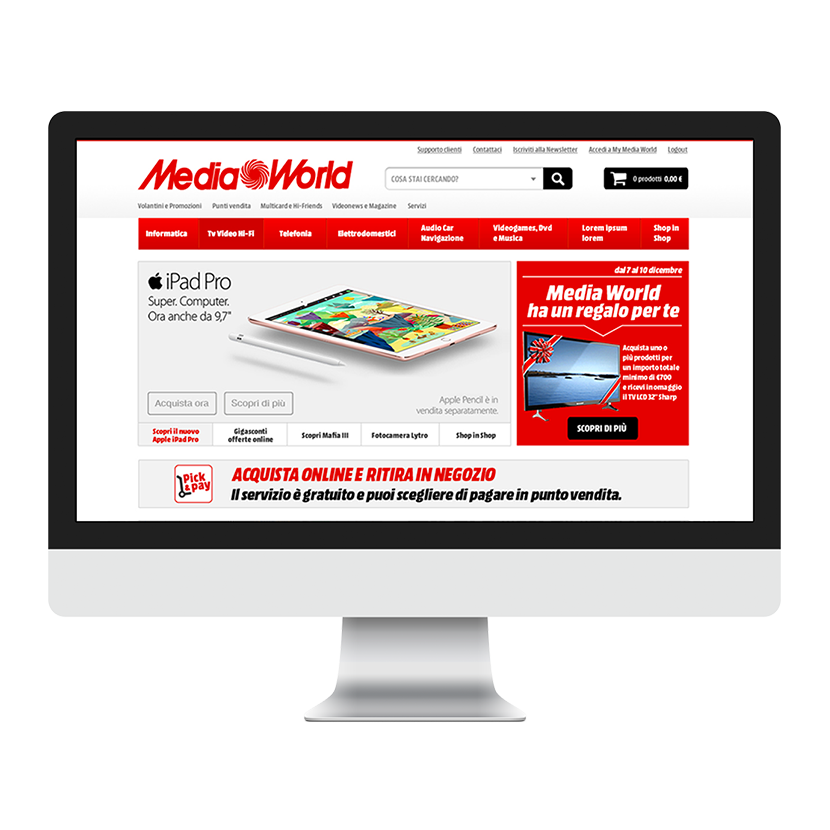 Supporto clienti Contattaci Iscriviti alla Newsletter Accedi a My Media World Logout
MediaWorld
COSA STAI CERCANDO?
0 prodotti 0,00 €
Volantini e Promozioni Punti vendita Multicard e Hi-Friends Videonews e Magazine Servizi
Informatica Tv Video Hi-Fi Telefonia Elettrodomestici
Audio Car
Navigazione
Videogames, Dvd
e Musica
Lorem Ipsum
lorem
Shop in
Shop
iPad Pro
Super. Computer.
Ora anche da 9,7"
Acquista ora Scopri di più
Apple Pencil è in
vendita separatamente.
Scopri il nuovo
Apple iPad Pro
Gigasconti
offerte online
Scopri Mafia III
Fotocamera Lytro
Shop in Shop
dal 7 al 10 dicembre
Media World
ha un regalo per te
Acquista uno o
più prodotti per
un importo totale
minimo di €700
e ricevi in omaggio
il TV LCD 32" Sharp
SCOPRI DI PIÙ
Pick
&pay
ACQUISTA ONLINE E RITIRA IN NEGOZIO
Il servizio è gratuito e puoi scegliere di pagare in punto vendita.